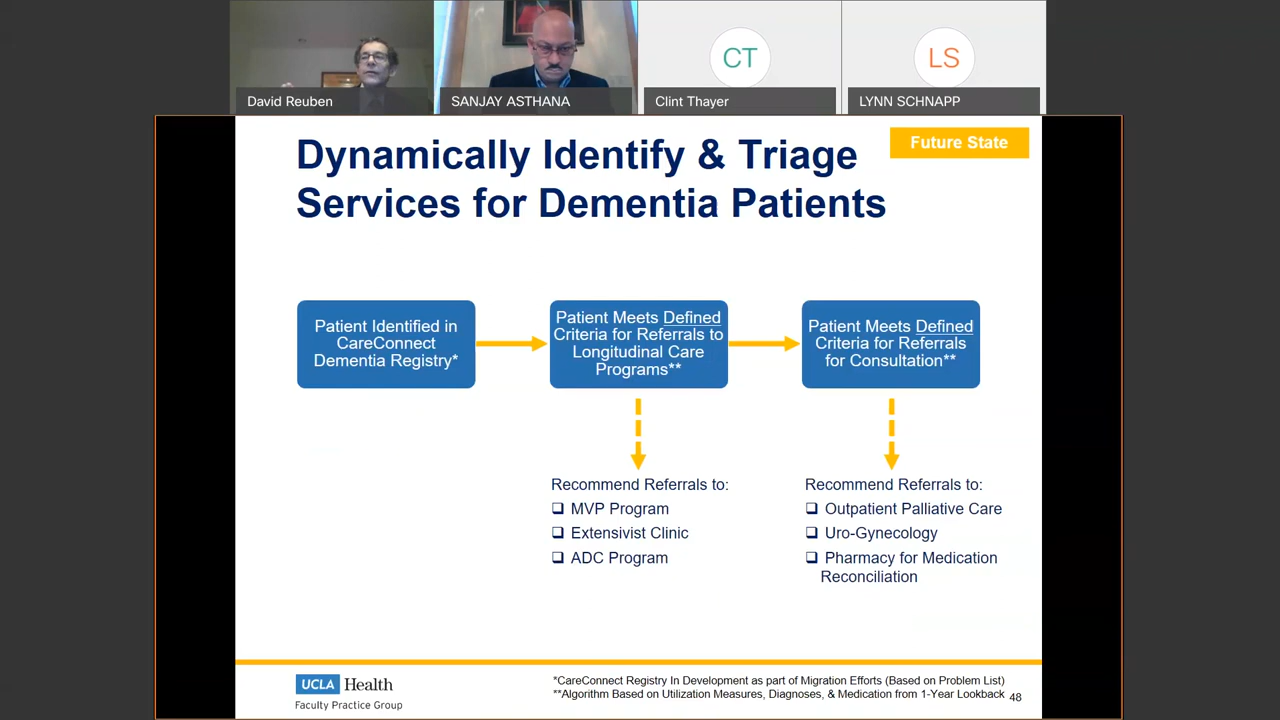 David Reuben
SANJAY ASTHANA
CT
Clint Thayer
LS
LYNN SCHNAPP
Dynamically Identify & Triage
Services for Dementia Patients
Future State
Patient Identified in
CareConnect
Dementia Registry*
Patient Meets Defined
Criteria for Referrals to
Longitudinal Care
Programs**
Patient Meets Defined
Criteria for Referrals
for Consultation**
Recommend Referrals to:
❑ MVP Program
❑ Extensivist Clinic
❑ ADC Program
Recommend Referrals to:
❑ Outpatient Palliative Care
❑ Uro-Gynecology
❑ Pharmacy for Medication
Reconciliation
UCLA Health
Faculty Practice Group
*CareConnect Registry In Development as part of Migration Efforts (Based on Problem List)
**Algorithm Based on Utilization Measures, Diagnoses, & Medication from 1-Year Lookback
48